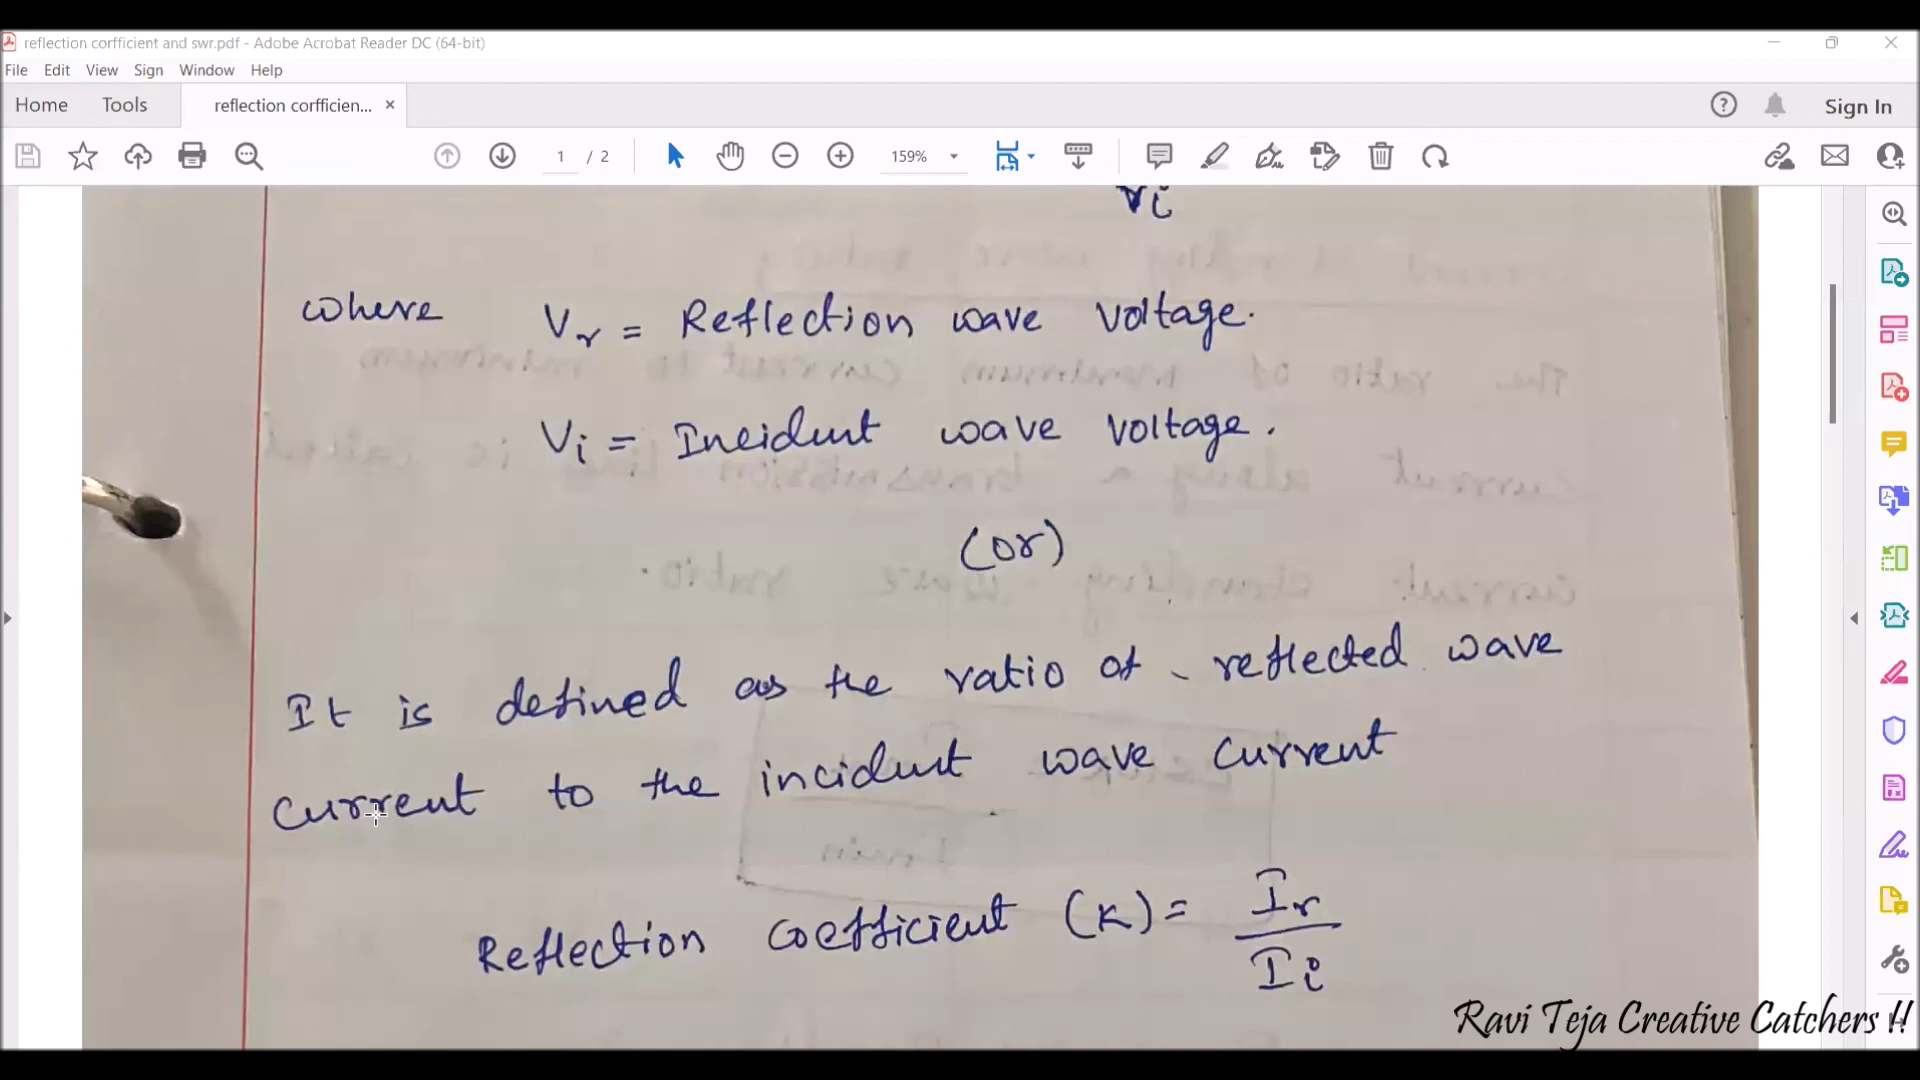 reflection corfficient and swr.pdf - Adobe Acrobat Reader DC (64-bit)
File Edit View Sign Window Help
Home Tools reflection corfficien... × Sign In
1 / 2 159%
Vi
where Vr = Reflection wave voltage.
Vi = Incident wave voltage.
(or)
It is defined as the ratio of reflected wave
current to the incident wave current
Reflection coefficient (K) = Ir
Ii
Ravi Teja Creative Catchers !!